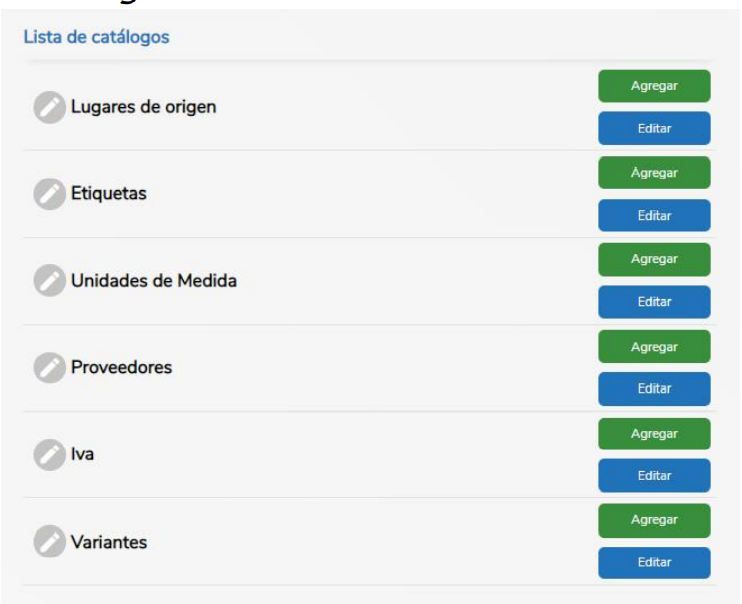 Lista de catálogos
Lugares de origen
Agregar
Editar
Etiquetas
Agregar
Editar
Unidades de Medida
Agregar
Editar
Proveedores
Agregar
Editar
Iva
Agregar
Editar
Variantes
Agregar
Editar